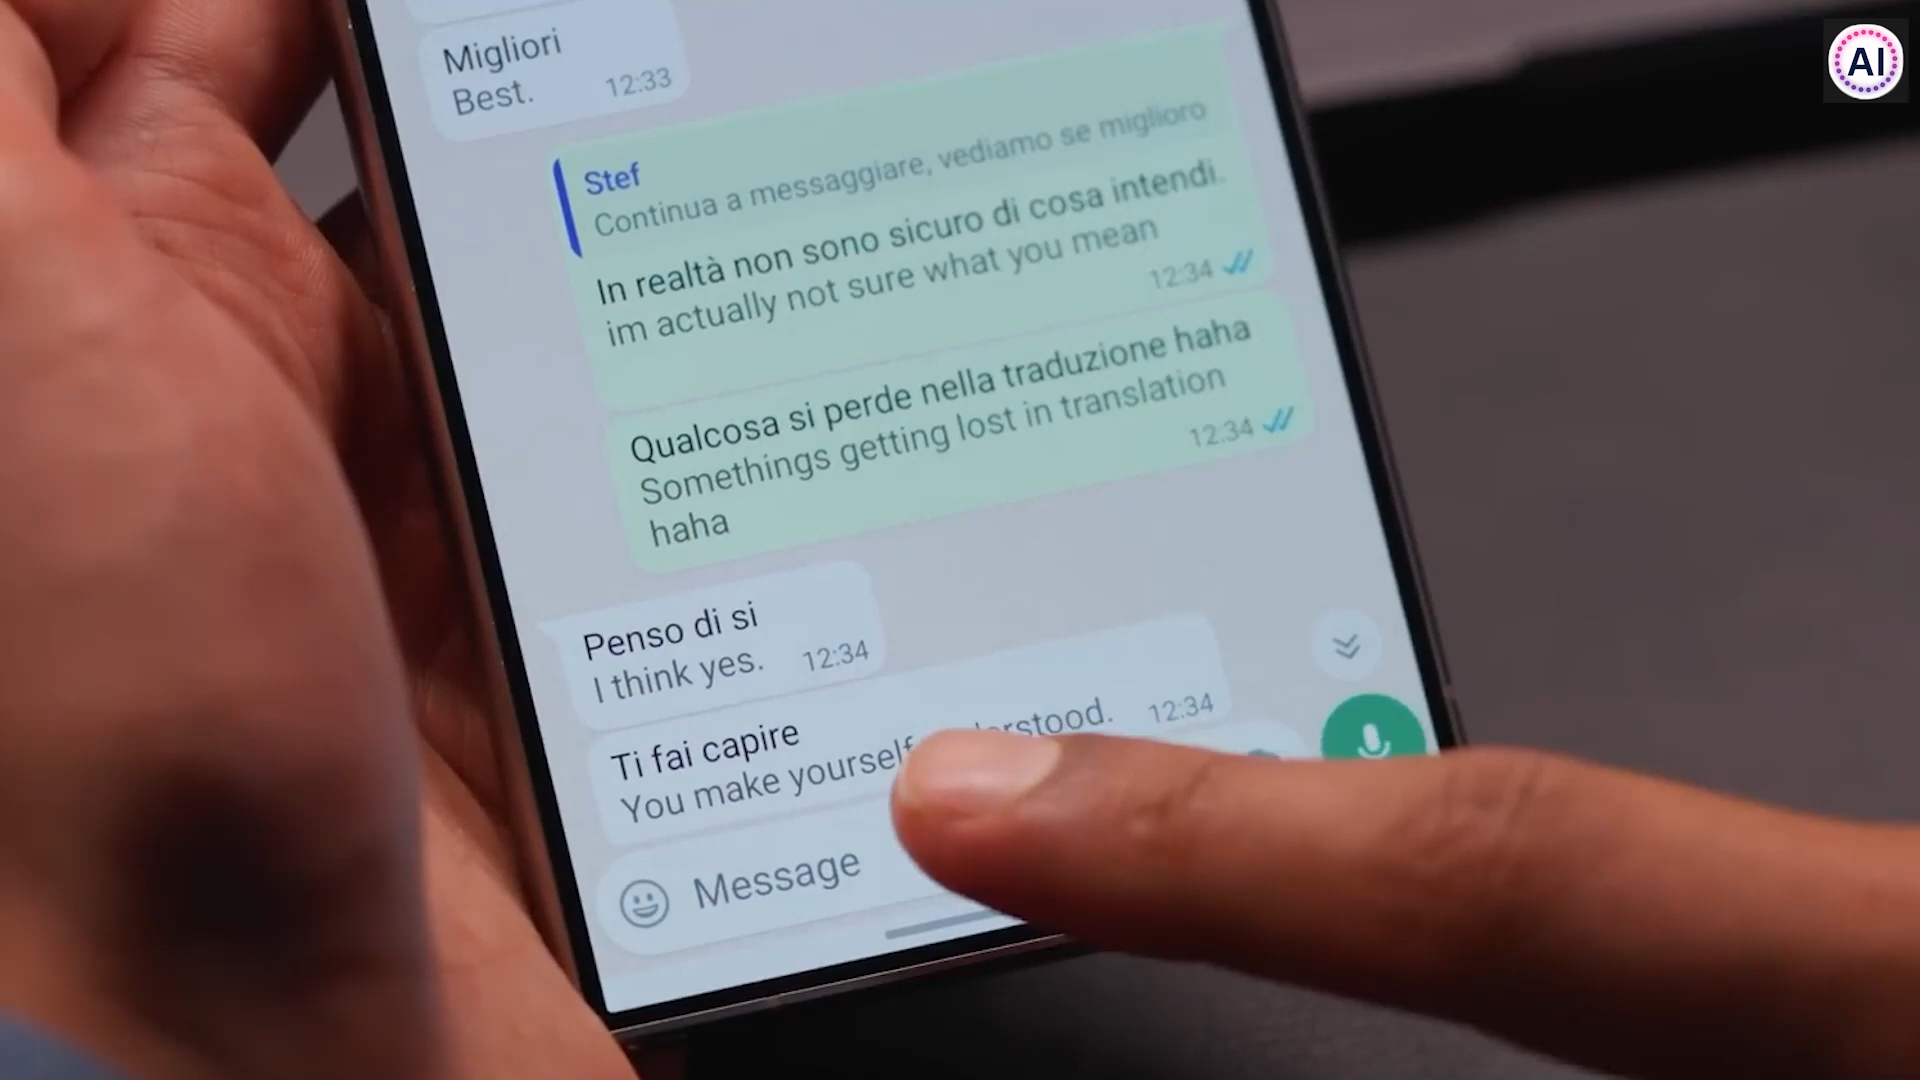 AI
Migliori
Best.
12:33
Stef
Continua a messaggiare, vediamo se miglioro
In realtà non sono sicuro di cosa intendi.
im actually not sure what you mean
12:34
Qualcosa si perde nella traduzione haha
Somethings getting lost in translation
haha
12:34
Penso di si
I think yes.
12:34
Ti fai capire
You make yourself
12:34
Message